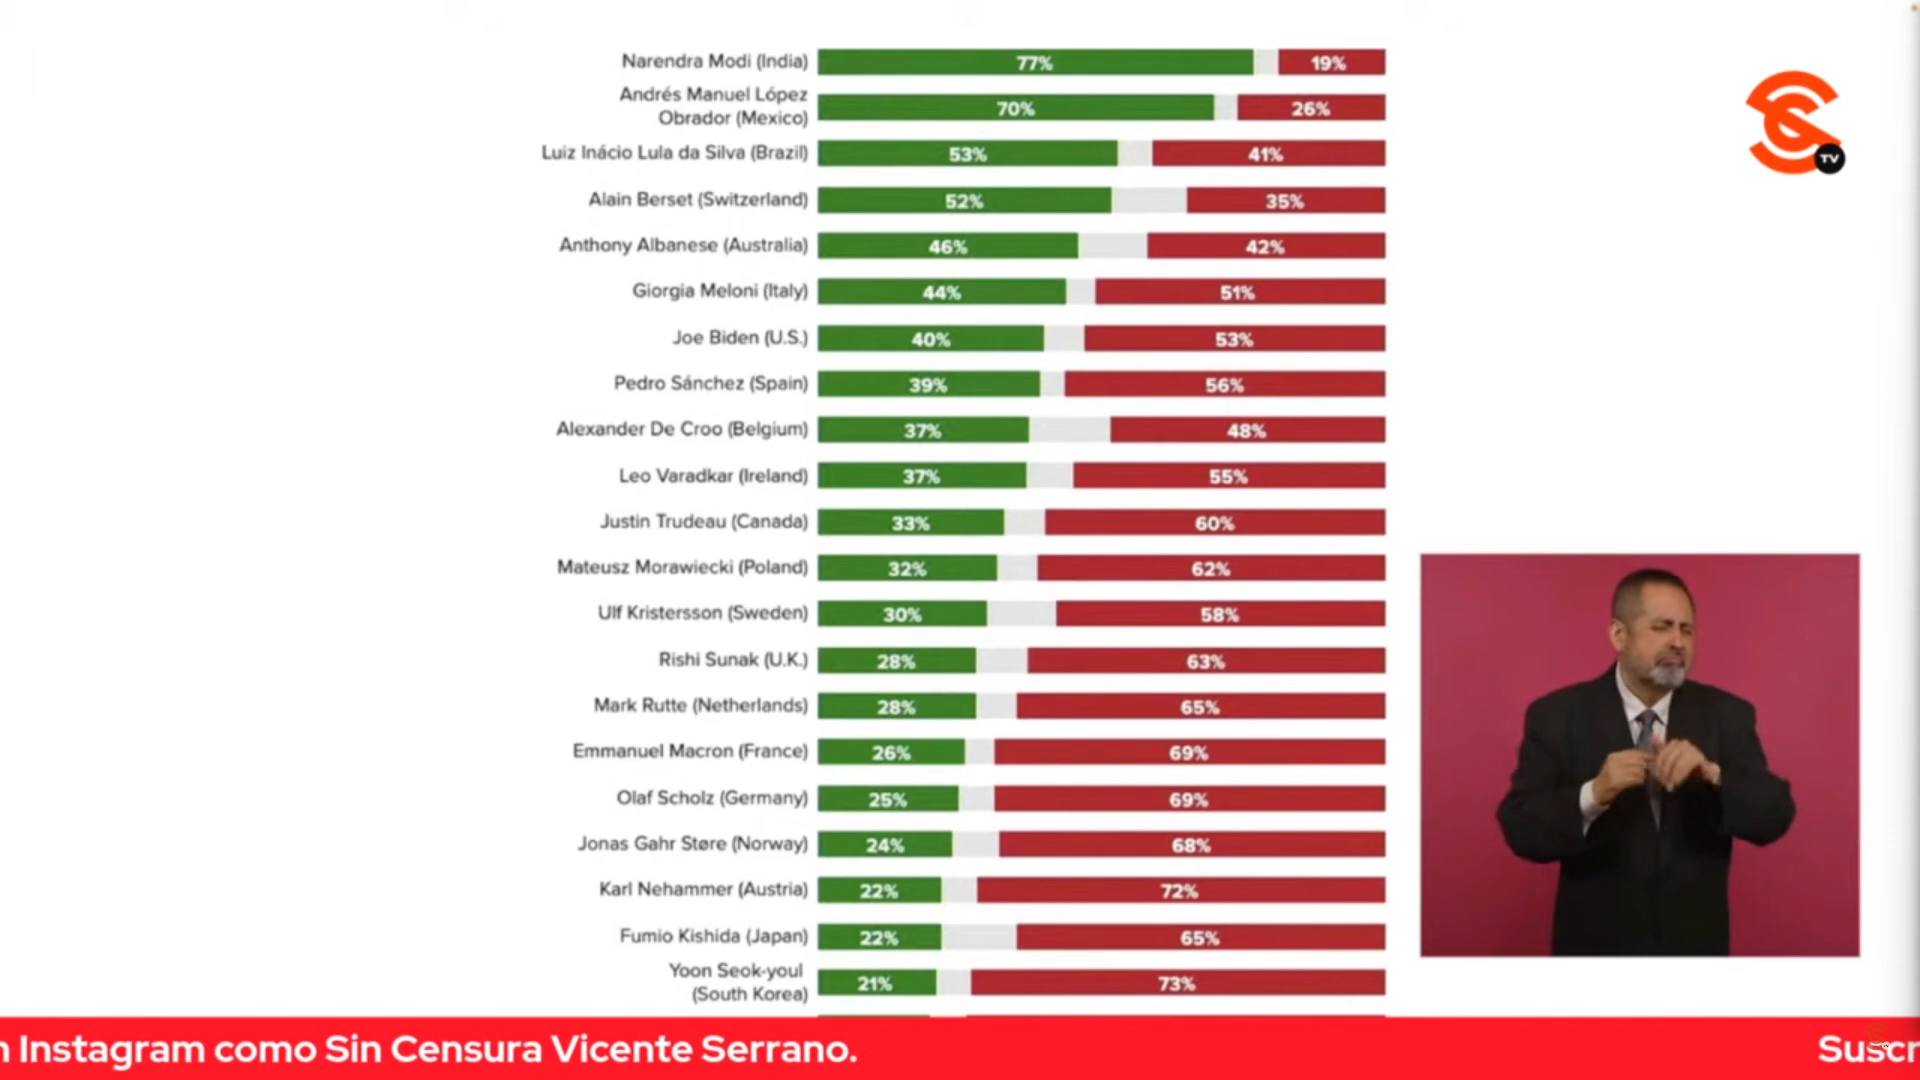 Narendra Modi (India) 77% 19%
Andrés Manuel López
Obrador (Mexico) 70% 26%
TV
Luiz Inácio Lula da Silva (Brazil) 53% 41%
Alain Berset (Switzerland) 52% 35%
Anthony Albanese (Australia) 46% 42%
Giorgia Meloni (Italy) 44% 51%
Joe Biden (U.S.) 40% 53%
Pedro Sánchez (Spain) 39% 56%
Alexander De Croo (Belgium) 37% 48%
Leo Varadkar (Ireland) 37% 55%
Justin Trudeau (Canada) 33% 60%
Mateusz Morawiecki (Poland) 32% 62%
Ulf Kristersson (Sweden) 30% 58%
Rishi Sunak (U.K.) 28% 63%
Mark Rutte (Netherlands) 28% 65%
Emmanuel Macron (France) 26% 69%
Olaf Scholz (Germany) 25% 69%
Jonas Gahr Støre (Norway) 24% 68%
Karl Nehammer (Austria) 22% 72%
Fumio Kishida (Japan) 22% 65%
Yoon Seok-youl
(South Korea) 21% 73%
n Instagram como Sin Censura Vicente Serrano. Suscr